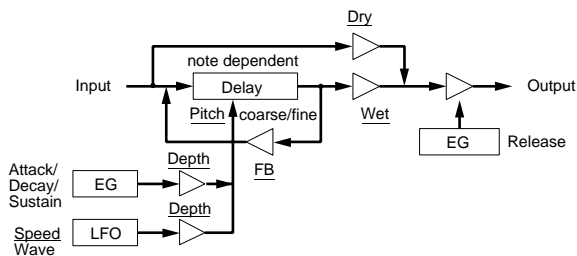 Dry
note dependent
Input
Delay
Output
Pitch coarse/fine
Wet
EG
Release
Attack/
Decay/
Sustain
EG
Depth
FB
Depth
Speed
Wave
LFO